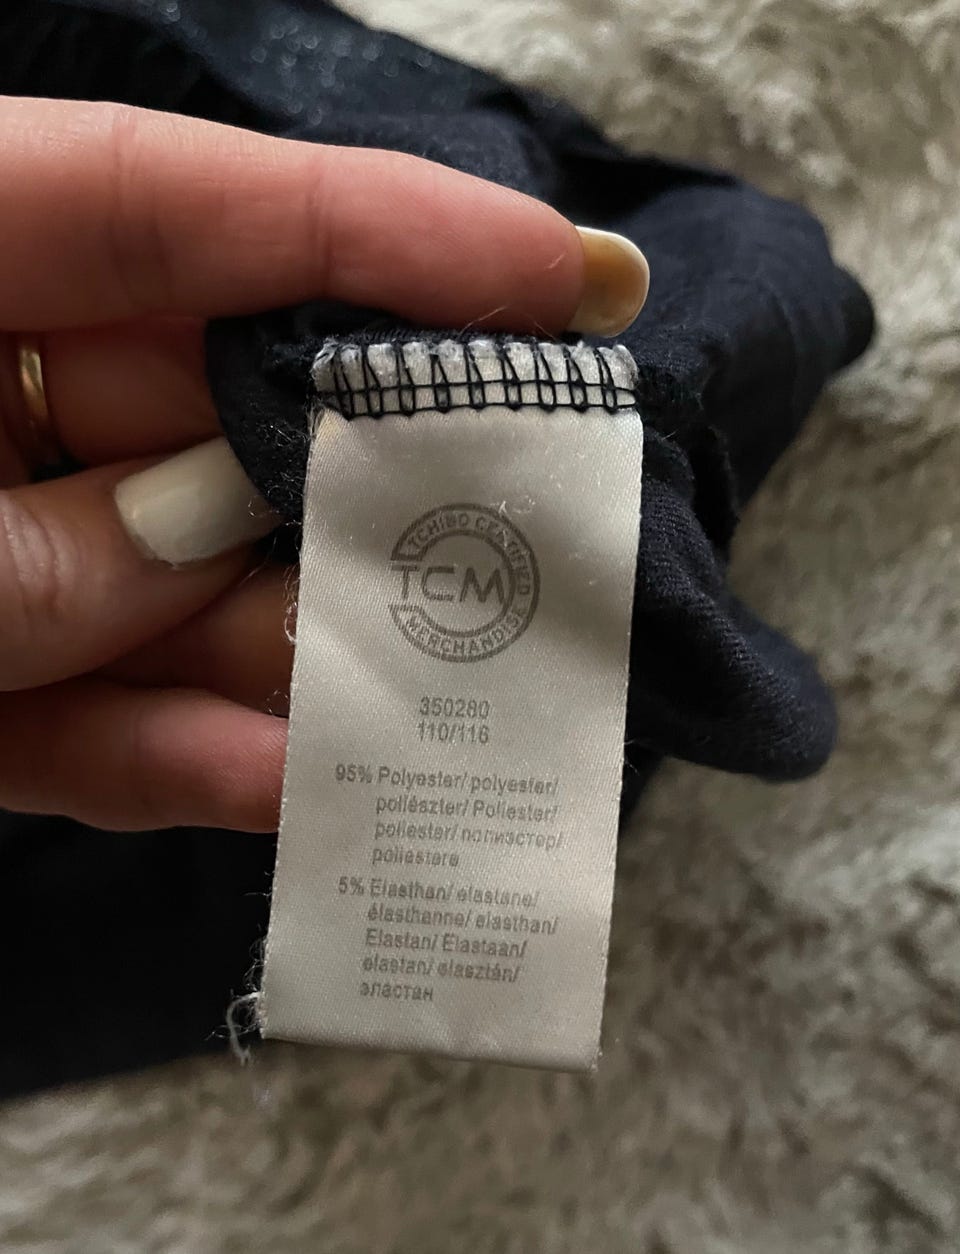 TCHIBO CERTIFIED
TCM
MERCHANDISE
350280
110/116
95% Polyester/ polyester/
poliészter/ Poliester/
poliester/ полиэстер/
poliestere
5% Elasthan/ elastane/
élasthanne/ elasthan/
Elastan/ Elastaan/
elastan/ elasztán/
эластан